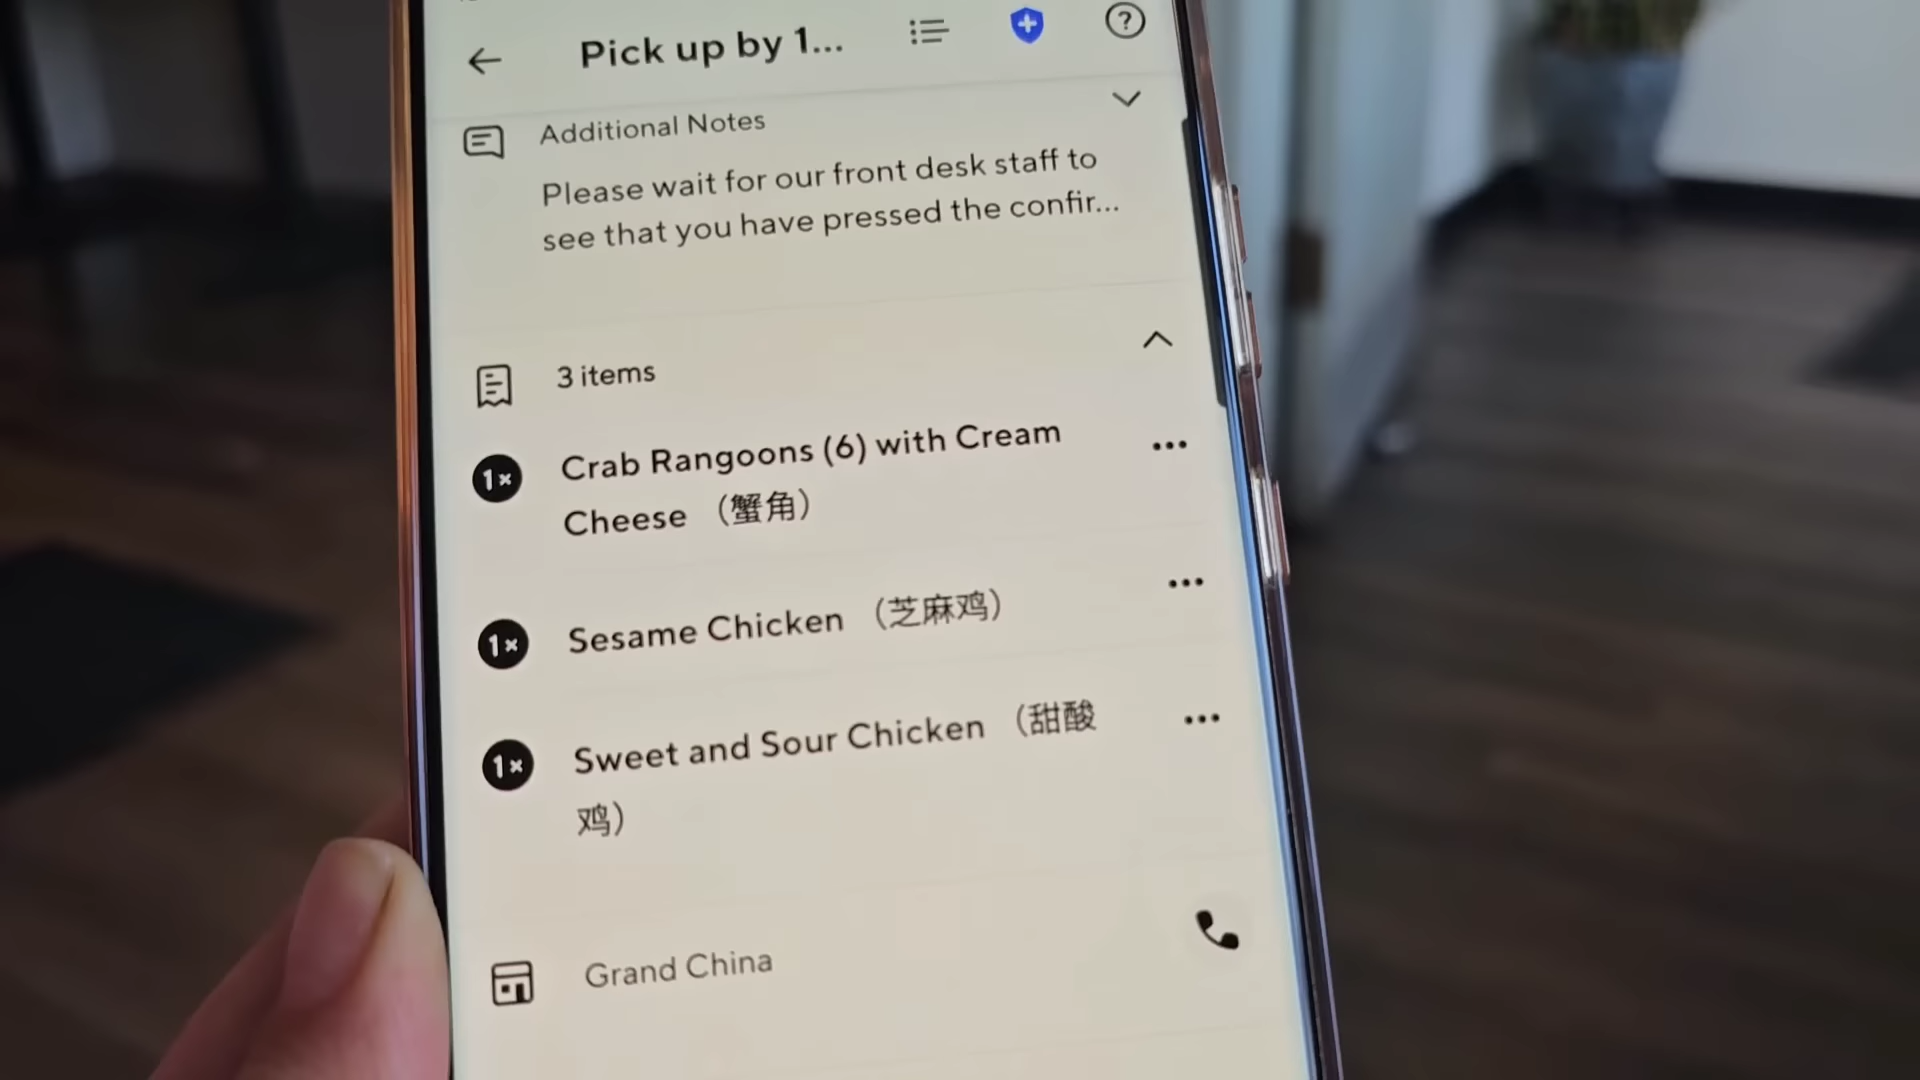 Pick up by 1...
Additional Notes
Please wait for our front desk staff to
see that you have pressed the confir...
3 items
1× Crab Rangoons (6) with Cream
Cheese （蟹角）
1× Sesame Chicken （芝麻鸡）
1× Sweet and Sour Chicken （甜酸
鸡）
Grand China